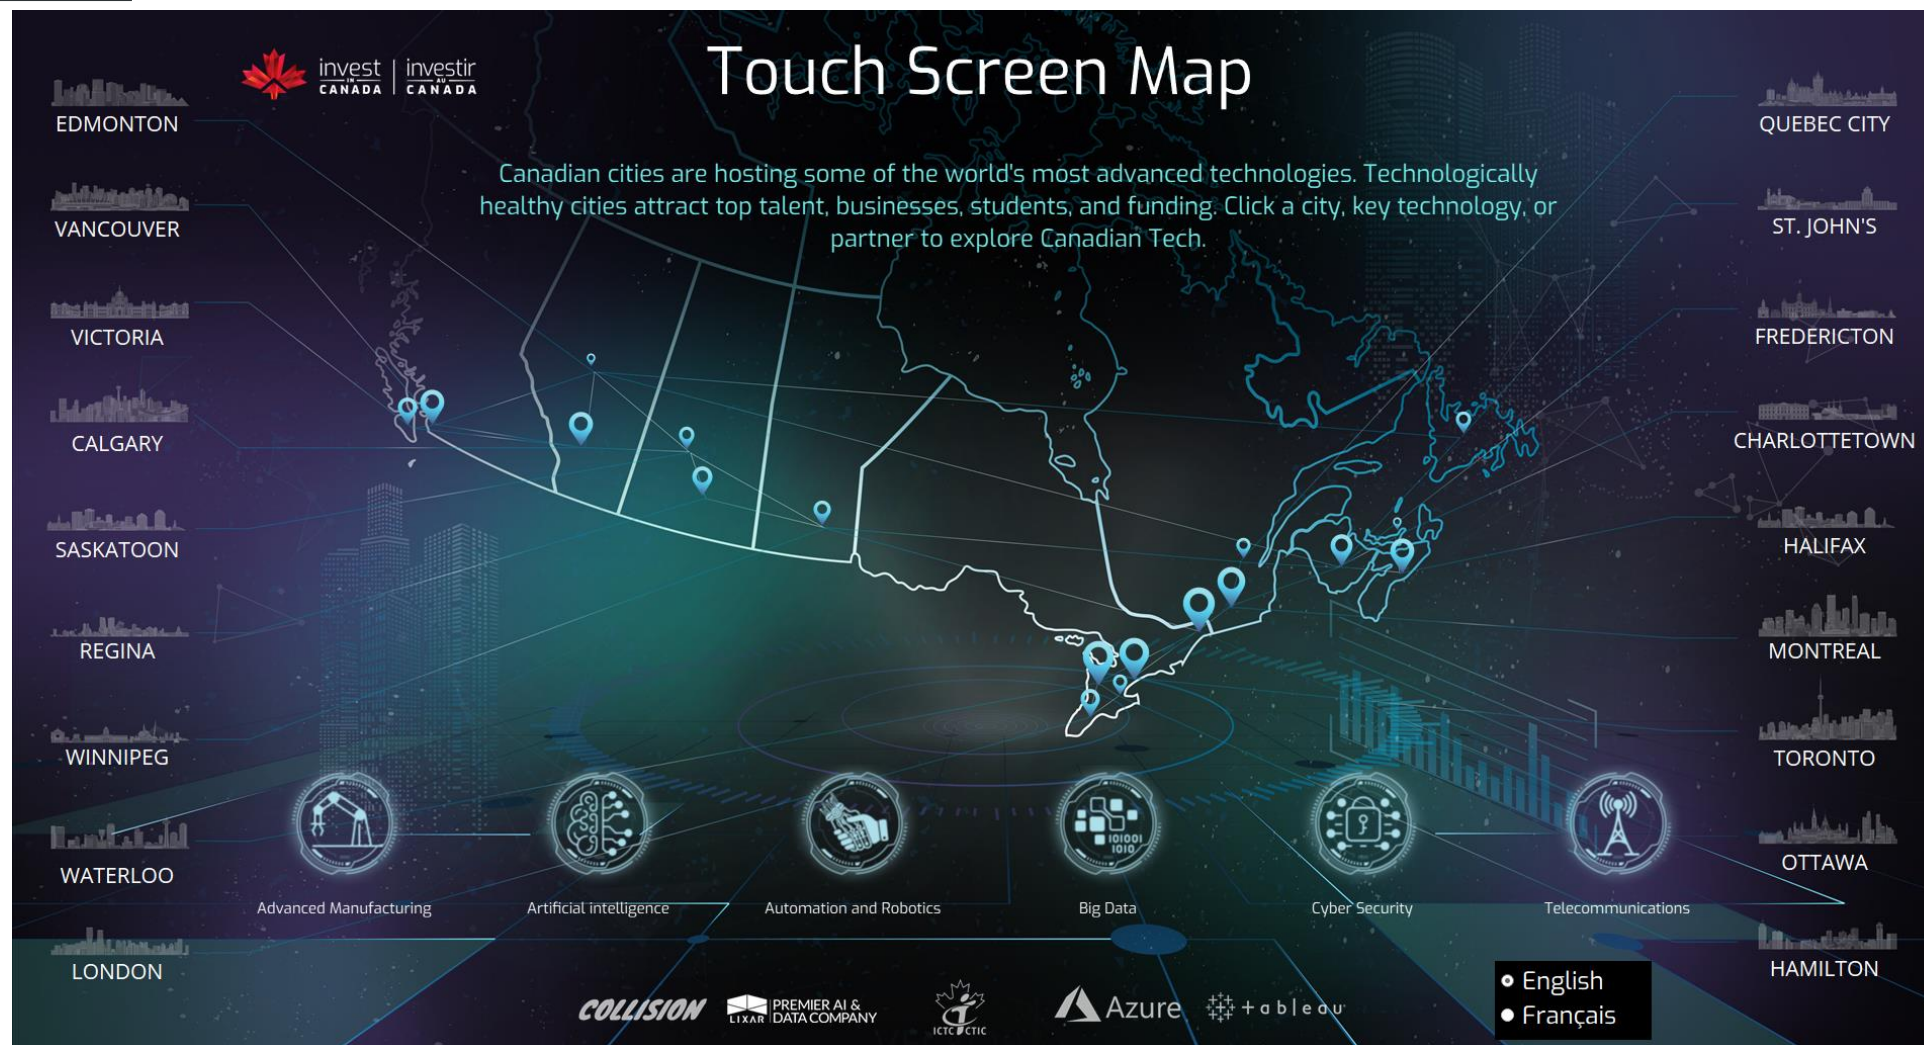 invest | investir
IN AU
CANADA CANADA
Touch Screen Map
Canadian cities are hosting some of the world's most advanced technologies. Technologically
healthy cities attract top talent, businesses, students, and funding. Click a city, key technology, or
partner to explore Canadian Tech.
EDMONTON
VANCOUVER
VICTORIA
CALGARY
SASKATOON
REGINA
WINNIPEG
WATERLOO
LONDON
QUEBEC CITY
ST. JOHN'S
FREDERICTON
CHARLOTTETOWN
HALIFAX
MONTREAL
TORONTO
OTTAWA
HAMILTON
01001
1010
Advanced Manufacturing
Artificial intelligence
Automation and Robotics
Big Data
Cyber Security
Telecommunications
COLLISION
LIXAR
PREMIER AI &
DATA COMPANY
ICTC CTIC
Azure
+ableau
English
Français